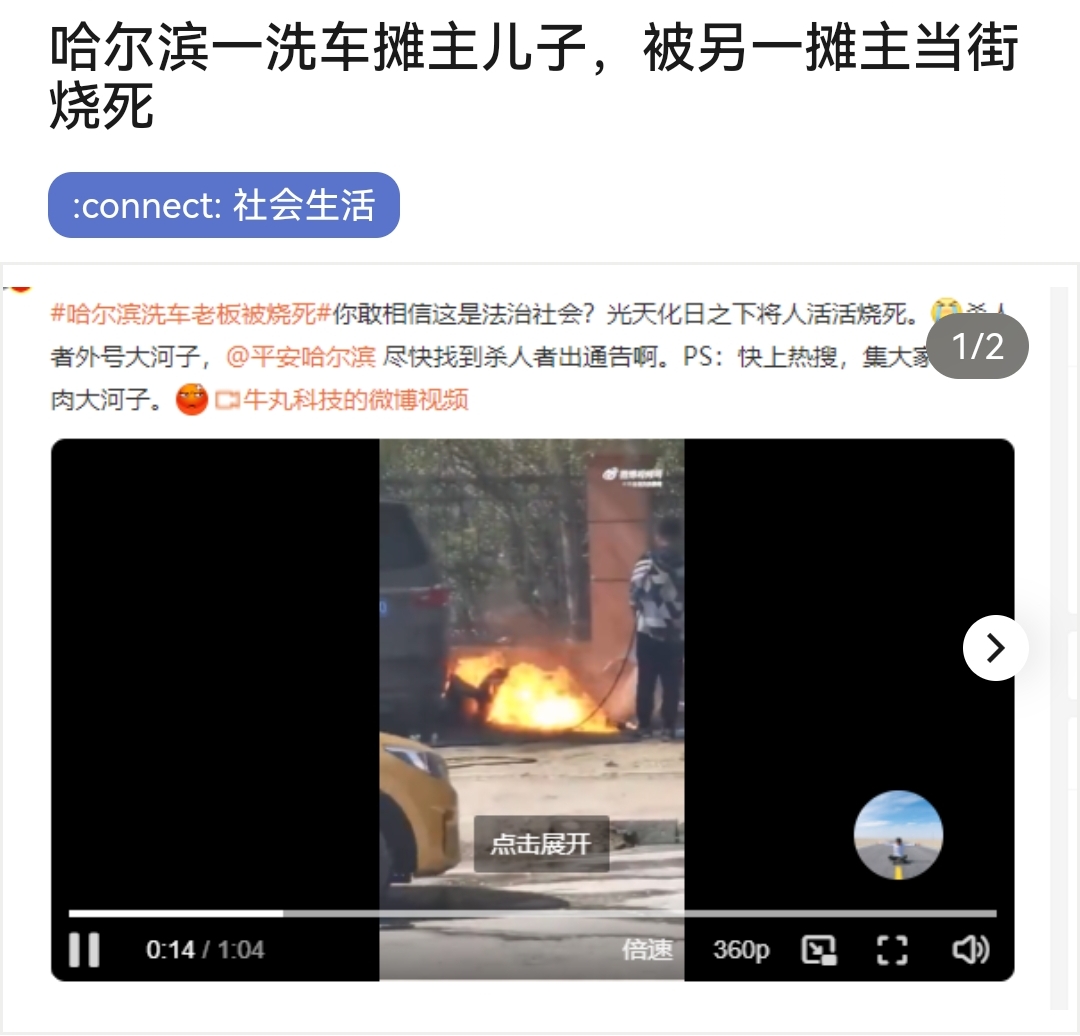 哈尔滨一洗车摊主儿子，被另一摊主当街
烧死
:connect: 社会生活
#哈尔滨洗车老板被烧死#你敢相信这是法治社会？光天化日之下将人活活烧死。杀人
者外号大河子，@平安哈尔滨 尽快找到杀人者出通告啊。PS：快上热搜，集大家
1/2
肉大河子。牛丸科技的微博视频
点击展开
0:14 / 1:04
倍速
360p